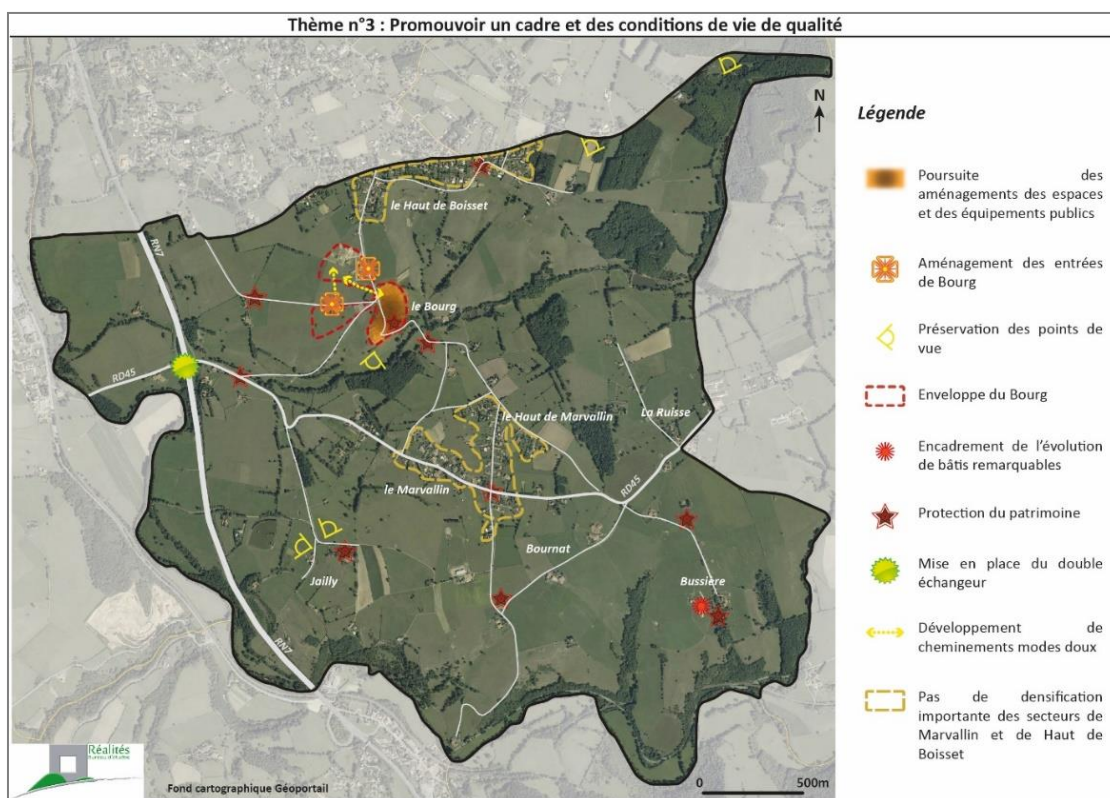 Thème n°3 : Promouvoir un cadre et des conditions de vie de qualité
N
Légende
Poursuite des
aménagements des espaces
et des équipements publics
Aménagement des entrées
de Bourg
Préservation des points de
vue
Enveloppe du Bourg
Encadrement de l'évolution
de bâtis remarquables
Protection du patrimoine
Mise en place du double
échangeur
Développement de
cheminements modes doux
Pas de densification
importante des secteurs de
Marvallin et de Haut de
Boisset
le Haut de Boisset
RN7
le Bourg
RD45
le Haut de Marvallin
La Ruisse
le Marvallin
RD45
Bournat
Jailly
Bussière
RN7
Réalités
Fond cartographique Géoportail
0 500m